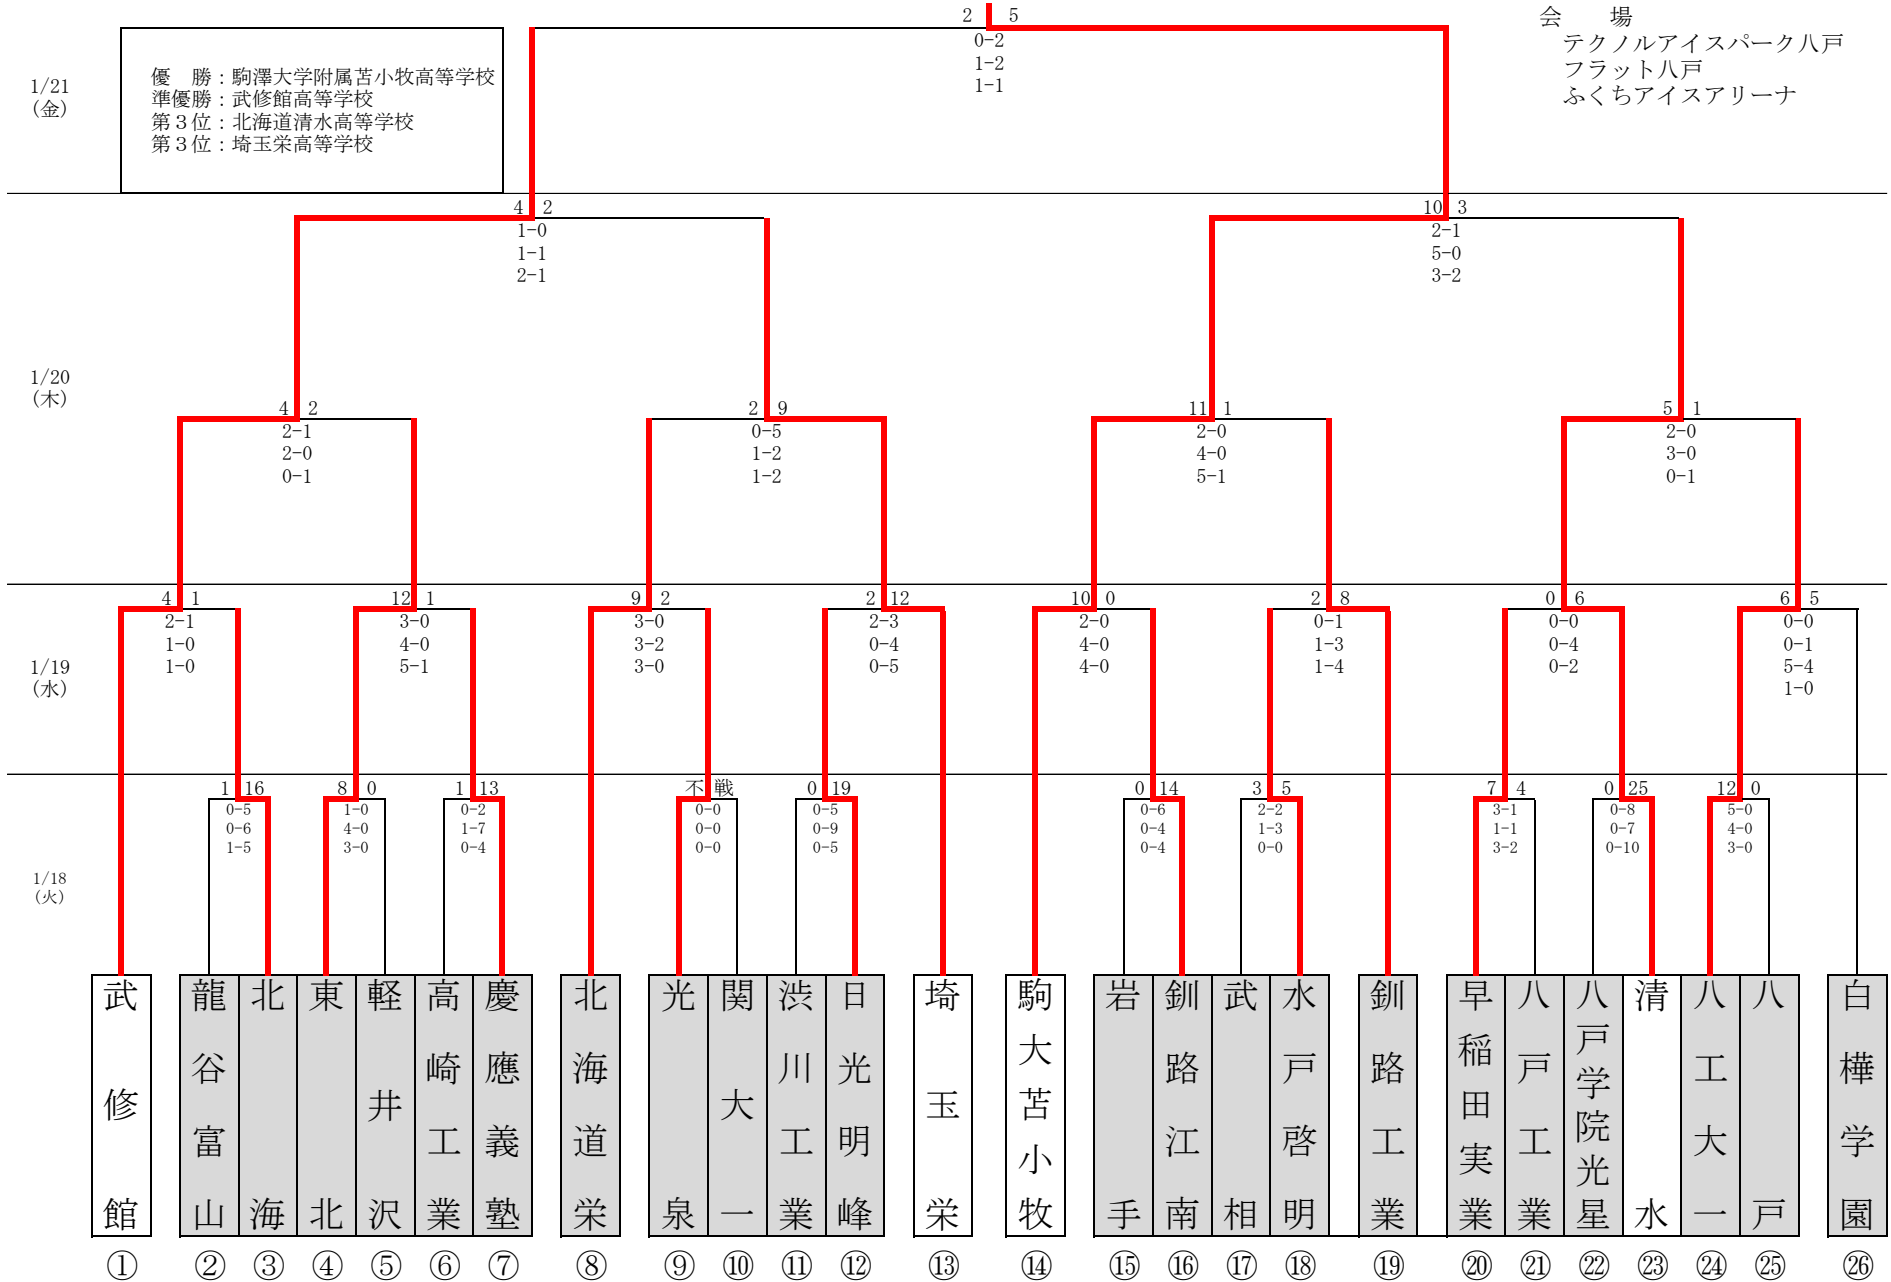 2 5
0-2
1-2
1-1
会　場
テクノルアイスパーク八戸
フラット八戸
ふくちアイスアリーナ
1/21
(金)
優　勝：駒澤大学附属苫小牧高等学校
準優勝：武修館高等学校
第３位：北海道清水高等学校
第３位：埼玉栄高等学校
4 2
1-0
1-1
2-1
10 3
2-1
5-0
3-2
1/20
(木)
4 2
2-1
2-0
0-1
2 9
0-5
1-2
1-2
11 1
2-0
4-0
5-1
5 1
2-0
3-0
0-1
1/19
(水)
4 1
2-1
1-0
1-0
12 1
3-0
4-0
5-1
9 2
3-0
3-2
3-0
2 12
2-3
0-4
0-5
10 0
2-0
4-0
4-0
2 8
0-1
1-3
1-4
0 6
0-0
0-4
0-2
6 5
0-0
0-1
5-4
1-0
1/18
(火)
1 16
0-5
0-6
1-5
8 0
1-0
4-0
3-0
1 13
0-2
1-7
0-4
不 戦
0-0
0-0
0-0
0 19
0-5
0-9
0-5
0 14
0-6
0-4
0-4
3 5
2-2
1-3
0-0
7 4
3-1
1-1
3-2
0 25
0-8
0-7
0-10
12 0
5-0
4-0
3-0
武修館
龍谷富山
北海
東北
軽井沢
高崎工業
慶應義塾
北海道栄
光泉
関大一
渋川工業
日光明峰
埼玉栄
駒大苫小牧
岩手
釧路江南
武相
水戸啓明
釧路工業
早稲田実業
八戸工業
八戸学院光星
清水
八工大一
八戸
白樺学園
① ② ③ ④ ⑤ ⑥ ⑦ ⑧ ⑨ ⑩ ⑪ ⑫ ⑬ ⑭ ⑮ ⑯ ⑰ ⑱ ⑲ ⑳ ㉑ ㉒ ㉓ ㉔ ㉕ ㉖